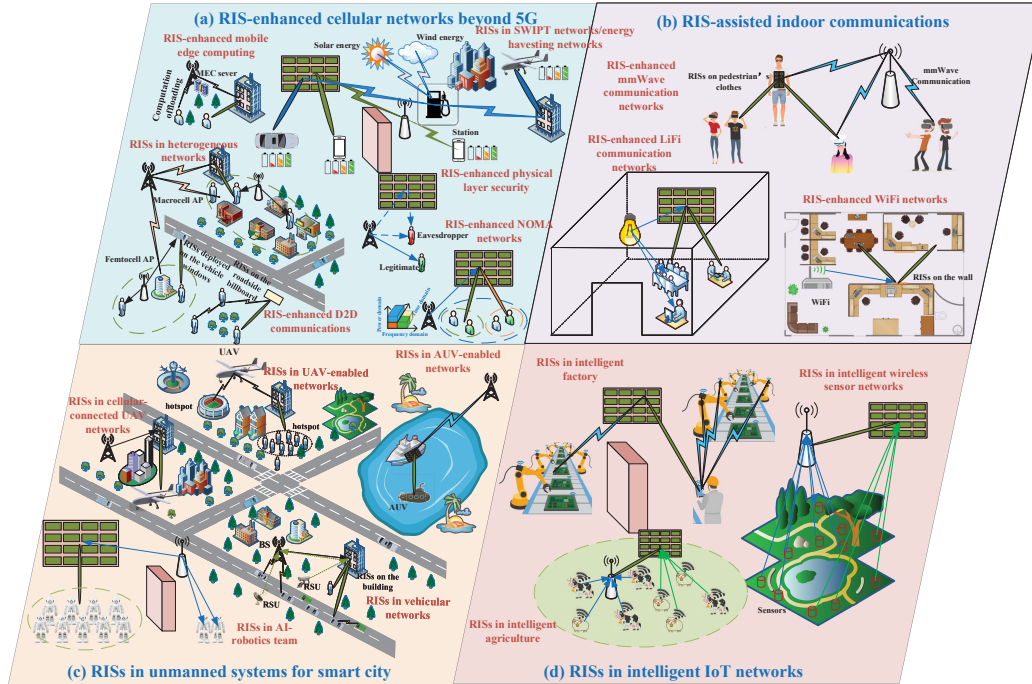 (a) RIS-enhanced cellular networks beyond 5G
RIS-enhanced mobile
edge computing
MEC sever
Computation
offloading
Solar energy
Wind energy
RISs in SWIPT networks/energy
havesting networks
Station
RISs in heterogeneous
networks
Macrocell AP
RIS-enhanced physical
layer security
Eavesdropper
Legitimate
RIS-enhanced NOMA
networks
Power domain
Time domain
Frequency domain
Femtocell AP
RISs deployed
on the vehicle
windows
RISs on the
roadside
billboard
RIS-enhanced D2D
communications
(b) RIS-assisted indoor communications
RIS-enhanced
mmWave
communication
networks
RISs on pedestrian's
clothes
mmWave
Communication
RIS-enhanced LiFi
communication
networks
RIS-enhanced WiFi networks
RISs on the wall
WiFi
UAV
RISs in UAV-enabled
networks
hotspot
hotspot
RISs in AUV-enabled
networks
RISs in cellular-
connected UAV
networks
AUV
BS
RSU
RSU
RISs on the
building
RISs in vehicular
networks
RISs in AI-
robotics team
(c) RISs in unmanned systems for smart city
RISs in intelligent
factory
RISs in intelligent wireless
sensor networks
Sensors
RISs in intelligent
agriculture
(d) RISs in intelligent IoT networks